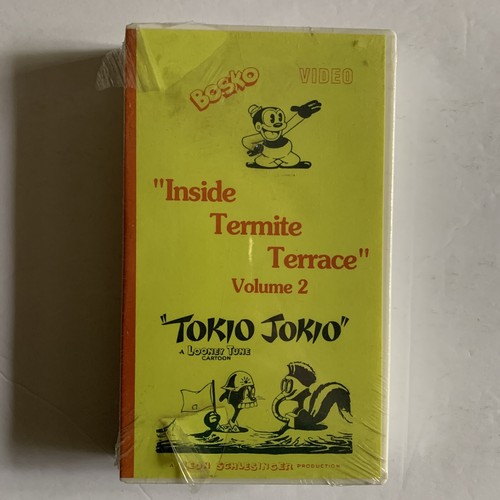 BOSKO VIDEO
"Inside
Termite
Terrace"
Volume 2
"TOKIO JOKIO"
A LOONEY TUNE
CARTOON
LEON SCHLESINGER PRODUCTION